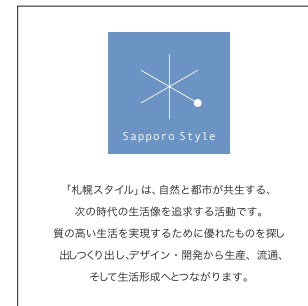 Sapporo Style
「札幌スタイル」は、自然と都市が共生する、
次の時代の生活像を追求する活動です。
質の高い生活を実現するために優れたものを探し
出しつくり出し、デザイン・開発から生産、流通、
そして生活形成へとつながります。